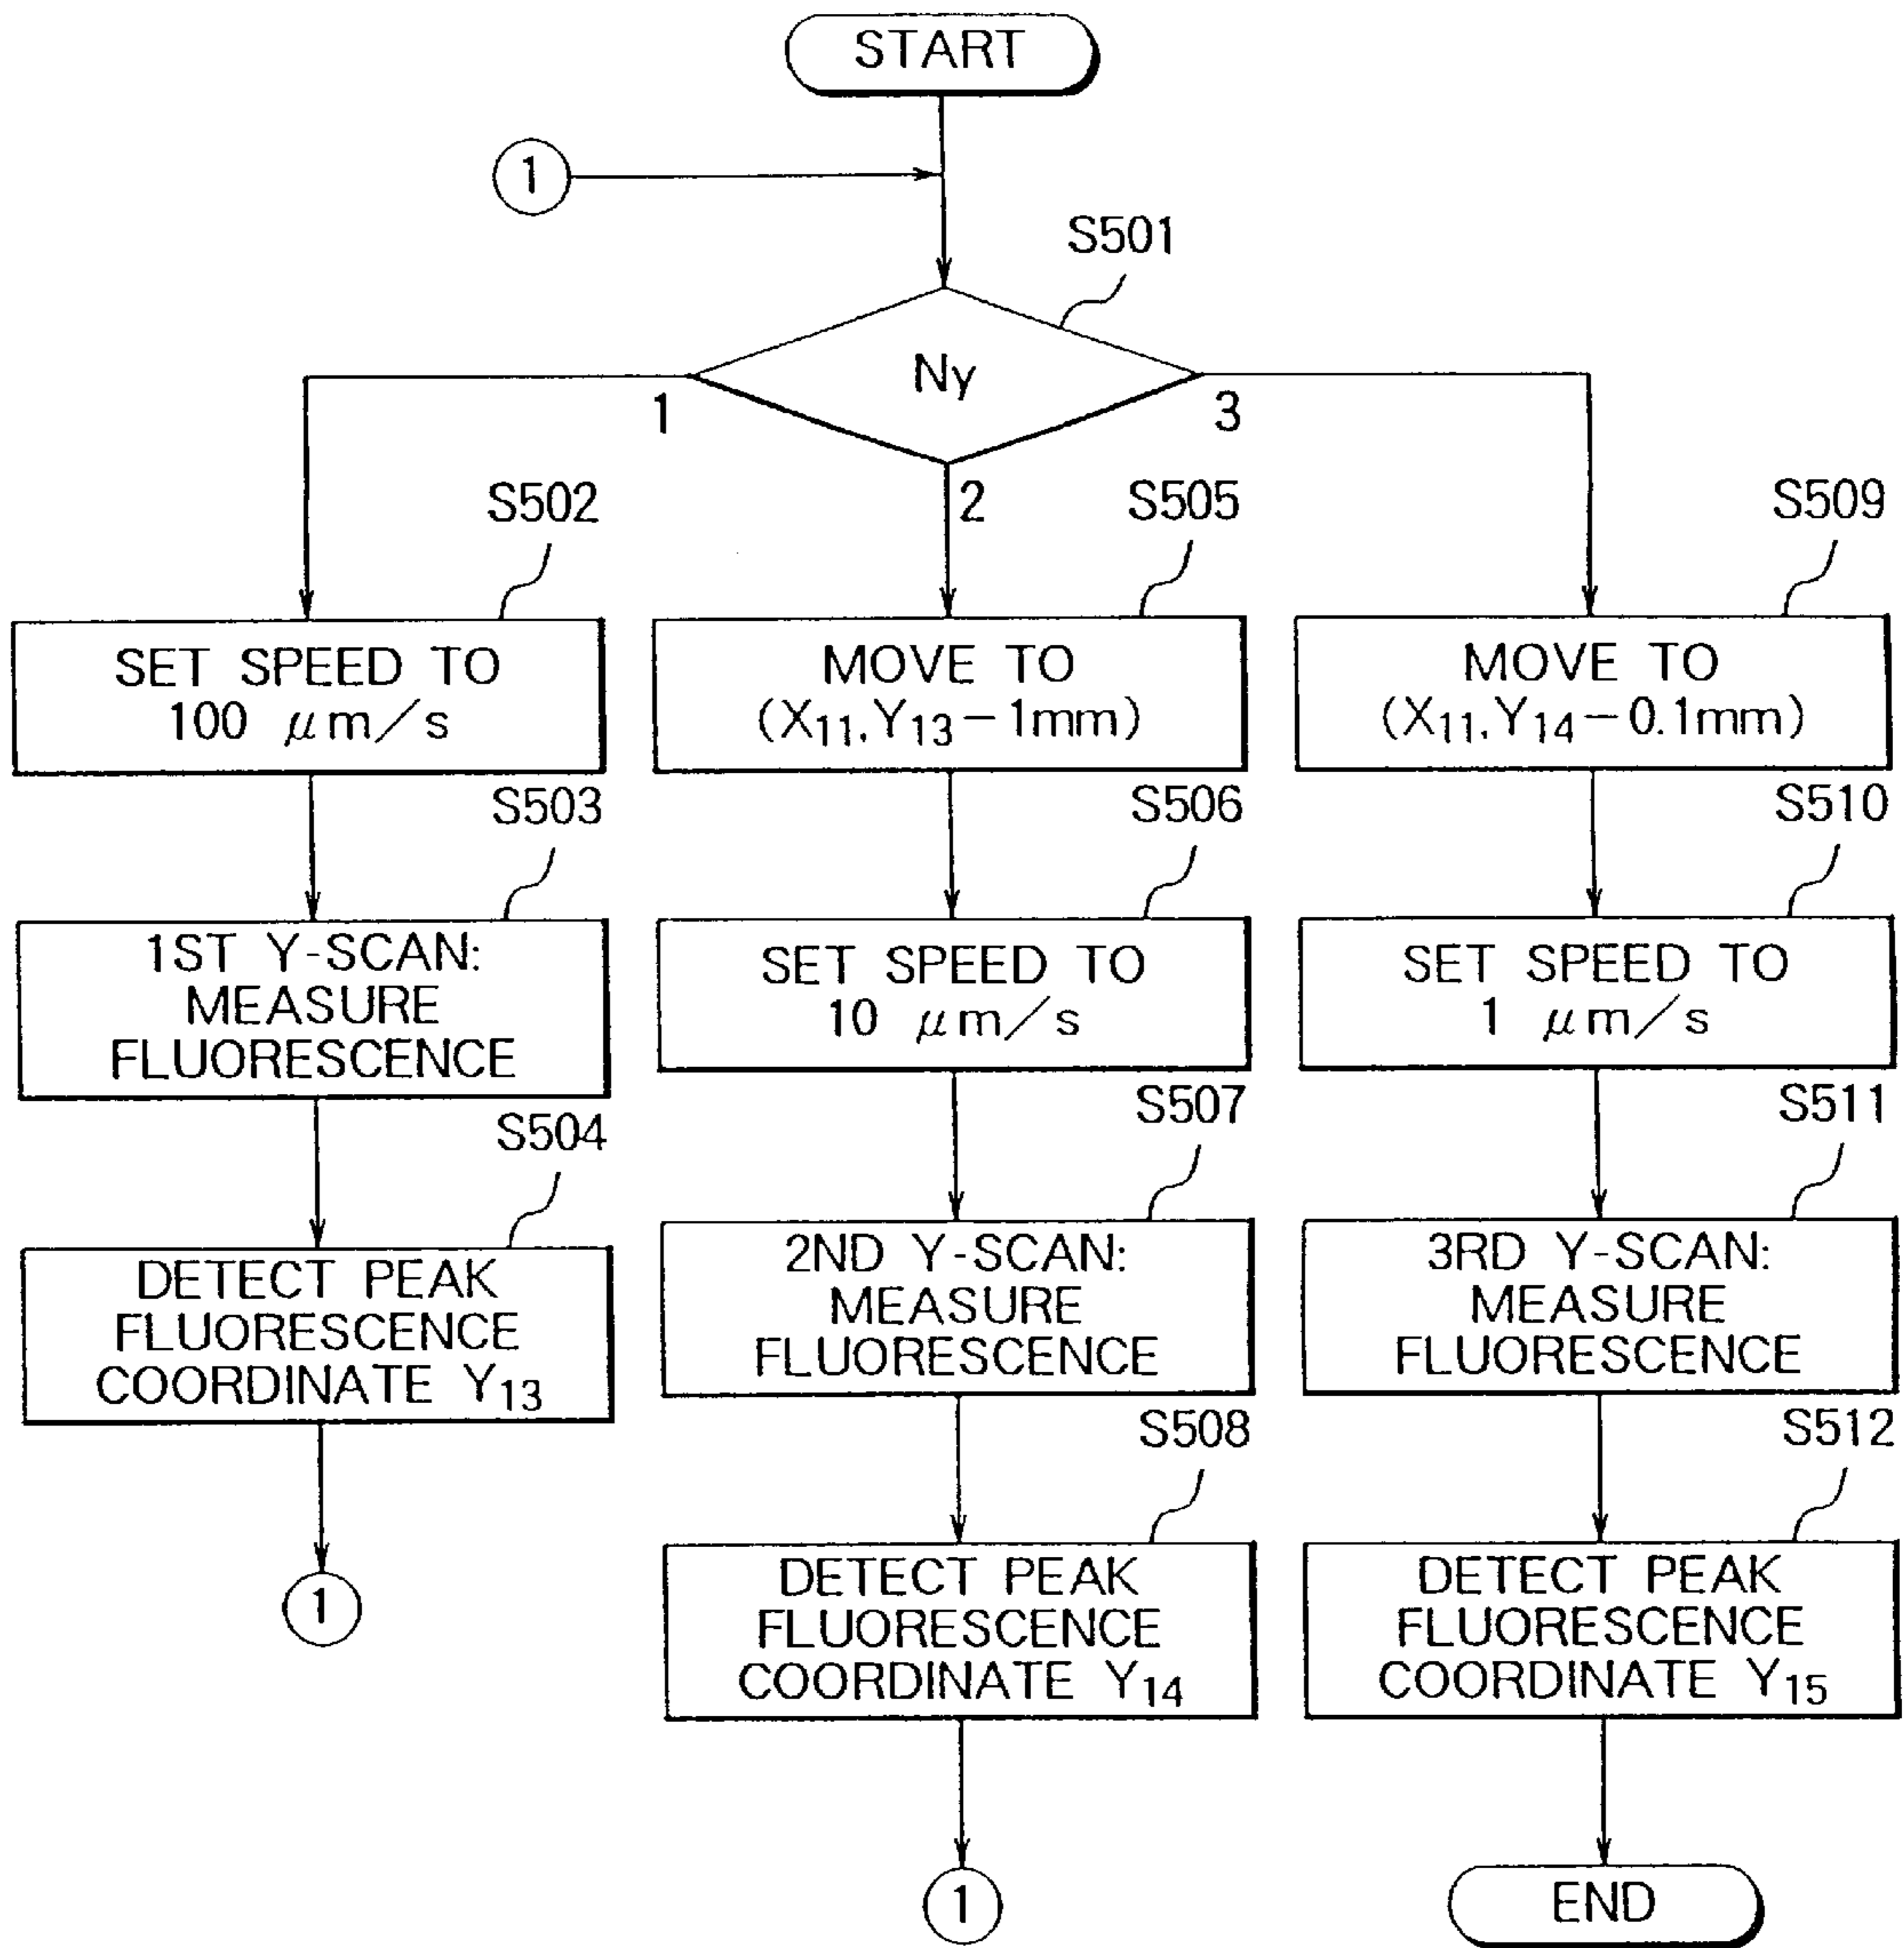 START
1
S501
Ny
1
2
3
S502
SET SPEED TO
100 μm/s
S503
1ST Y-SCAN:
MEASURE
FLUORESCENCE
S504
DETECT PEAK
FLUORESCENCE
COORDINATE Y13
1
S505
MOVE TO
(X11,Y13−1mm)
S506
SET SPEED TO
10 μm/s
S507
2ND Y-SCAN:
MEASURE
FLUORESCENCE
S508
DETECT PEAK
FLUORESCENCE
COORDINATE Y14
1
S509
MOVE TO
(X11,Y14−0.1mm)
S510
SET SPEED TO
1 μm/s
S511
3RD Y-SCAN:
MEASURE
FLUORESCENCE
S512
DETECT PEAK
FLUORESCENCE
COORDINATE Y15
END